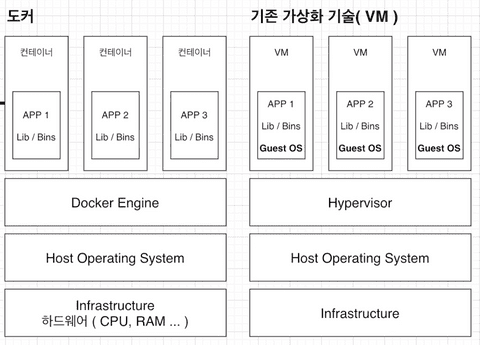 도커
컨테이너
컨테이너
컨테이너
APP 1
Lib / Bins
APP 2
Lib / Bins
APP 3
Lib / Bins
Docker Engine
Host Operating System
Infrastructure
하드웨어 ( CPU, RAM ... )
기존 가상화 기술( VM )
VM
VM
VM
APP 1
Lib / Bins
Guest OS
APP 2
Lib / Bins
Guest OS
APP 3
Lib / Bins
Guest OS
Hypervisor
Host Operating System
Infrastructure